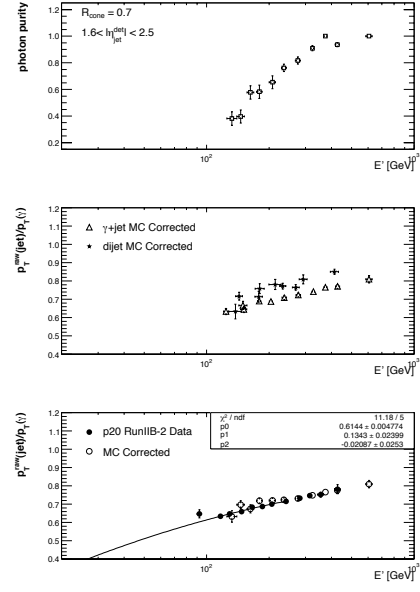 photon purity
R_cone = 0.7
1.6< |η^det_jet| < 2.5
1.2
1.0
0.8
0.6
0.4
0.2
10²
10³
E' [GeV]
p_T^raw(jet)/p_T(γ)
γ+jet MC Corrected
dijet MC Corrected
1.2
1.1
1.0
0.9
0.8
0.7
0.6
0.5
0.4
10²
10³
E' [GeV]
p_T^raw(jet)/p_T(γ)
p20 RunIIB-2 Data
MC Corrected
χ² / ndf 11.18 / 5
p0 0.6144 ± 0.004774
p1 0.1343 ± 0.02399
p2 -0.02087 ± 0.0253
1.2
1.1
1.0
0.9
0.8
0.7
0.6
0.5
0.4
10²
10³
E' [GeV]